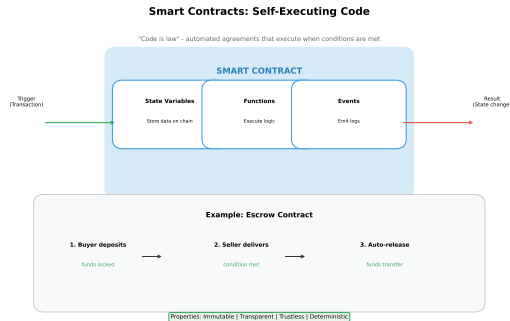 Smart Contracts: Self-Executing Code
"Code is law" - automated agreements that execute when conditions are met
SMART CONTRACT
Trigger
(Transaction)
State Variables
Store data on chain
Functions
Execute logic
Events
Emit logs
Result
(State change
Example: Escrow Contract
1. Buyer deposits
funds locked
2. Seller delivers
condition met
3. Auto-release
funds transfer
Properties: Immutable | Transparent | Trustless | Deterministic